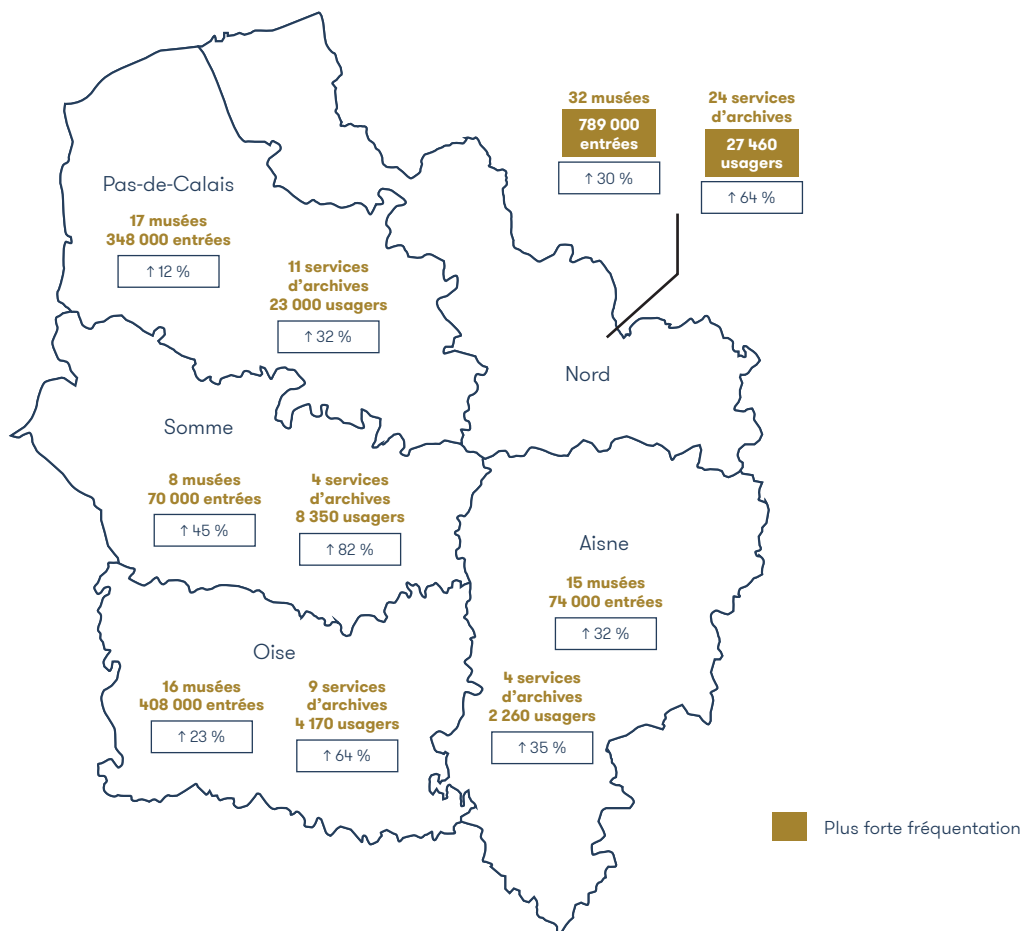 32 musées
789 000
entrées
↑ 30 %
24 services
d'archives
27 460
usagers
↑ 64 %
Pas-de-Calais
17 musées
348 000 entrées
↑ 12 %
11 services
d'archives
23 000 usagers
↑ 32 %
Nord
Somme
8 musées
70 000 entrées
↑ 45 %
4 services
d'archives
8 350 usagers
↑ 82 %
Aisne
15 musées
74 000 entrées
↑ 32 %
4 services
d'archives
2 260 usagers
↑ 35 %
Oise
16 musées
408 000 entrées
↑ 23 %
9 services
d'archives
4 170 usagers
↑ 64 %
Plus forte fréquentation